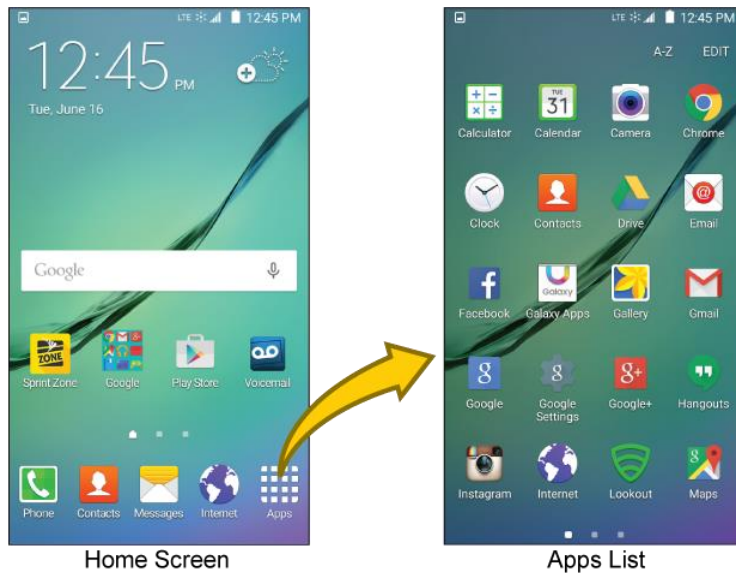 LTE 12:45 PM
12:45 PM
Tue, June 16
Google
ZONE
Sprint Zone Google Play Store Voicemail
Phone Contacts Messages Internet Apps
Home Screen
LTE 12:45 PM
A-Z EDIT
TUE
31
Calculator Calendar Camera Chrome
Clock Contacts Drive Email
Galaxy
Facebook Galaxy Apps Gallery Gmail
Google Google Settings Google+ Hangouts
Instagram Internet Lookout Maps
Apps List